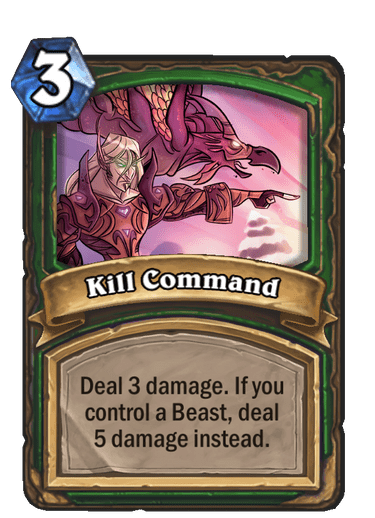 3
Kill Command
Deal 3 damage. If you
control a Beast, deal
5 damage instead.